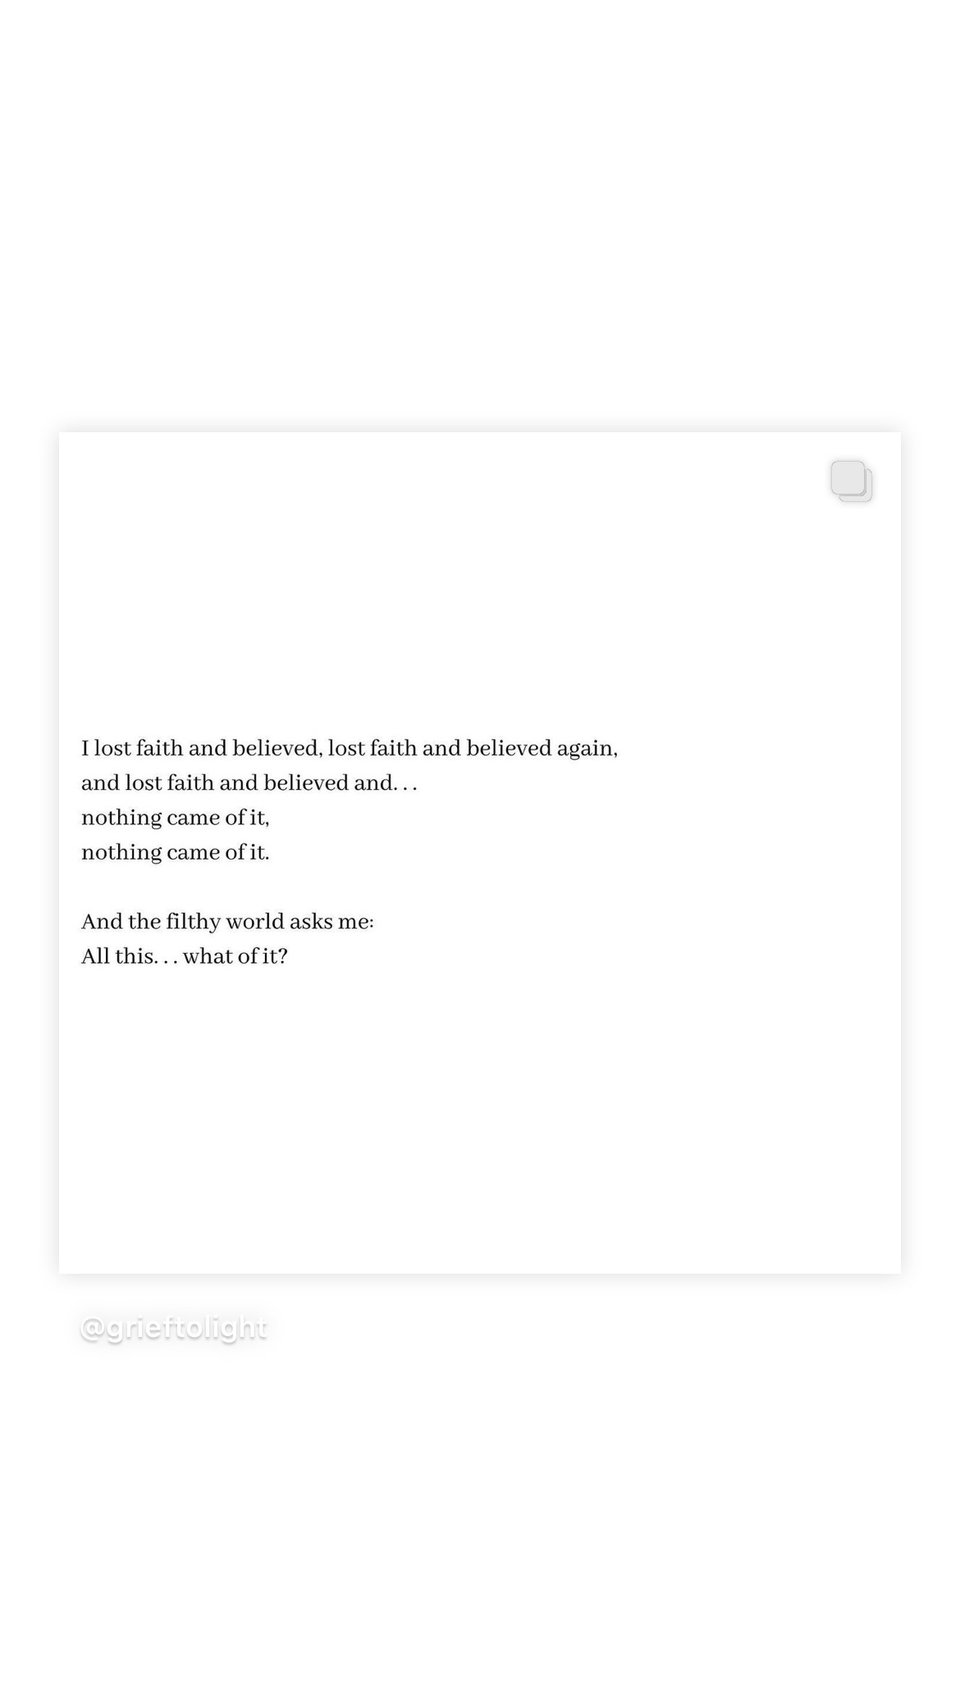 I lost faith and believed, lost faith and believed again,
and lost faith and believed and. . .
nothing came of it,
nothing came of it.
And the filthy world asks me:
All this. . . what of it?
@grieftolight